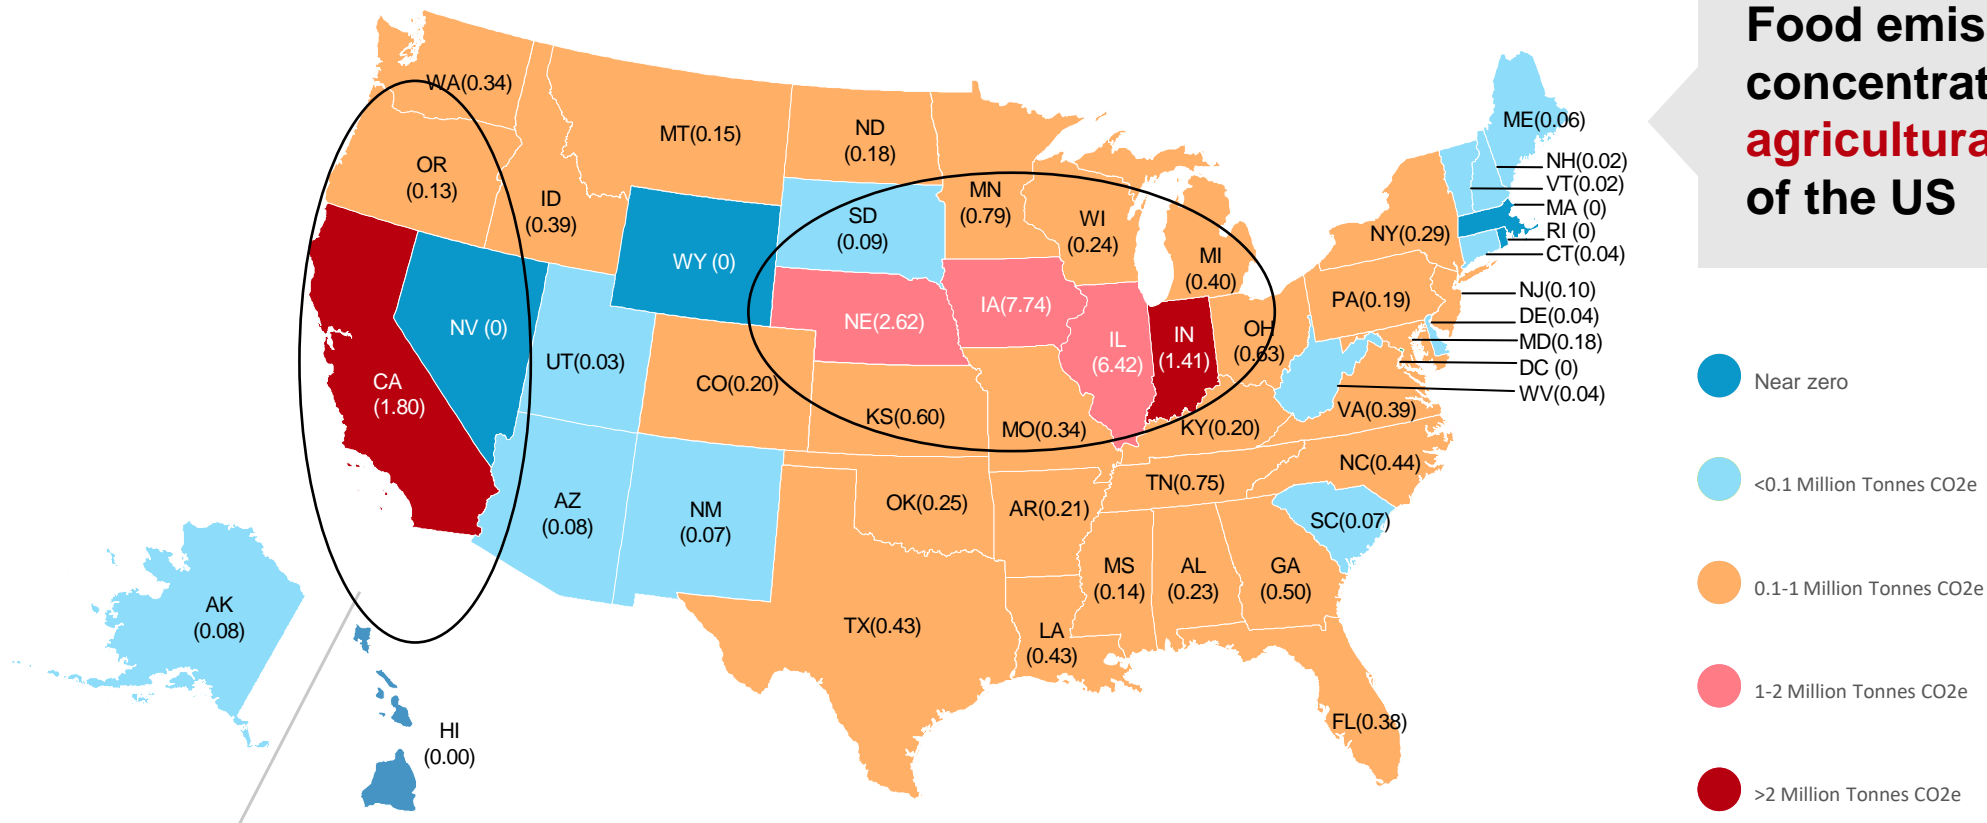 Food emis
concentrat
agricultura
of the US
WA(0.34)
OR
(0.13)
ID
(0.39)
MT(0.15)
ND
(0.18)
SD
(0.09)
MN
(0.79)
WI
(0.24)
MI
(0.40)
WY (0)
NV (0)
CA
(1.80)
UT(0.03)
CO(0.20)
NE(2.62)
IA(7.74)
IL
(6.42)
IN
(1.41)
OH
(0.63)
KS(0.60)
MO(0.34)
KY(0.20)
AZ
(0.08)
NM
(0.07)
OK(0.25)
AR(0.21)
TN(0.75)
NC(0.44)
SC(0.07)
TX(0.43)
LA
(0.43)
MS
(0.14)
AL
(0.23)
GA
(0.50)
FL(0.38)
AK
(0.08)
HI
(0.00)
NY(0.29)
PA(0.19)
VA(0.39)
ME(0.06)
NH(0.02)
VT(0.02)
MA (0)
RI (0)
CT(0.04)
NJ(0.10)
DE(0.04)
MD(0.18)
DC (0)
WV(0.04)
Near zero
<0.1 Million Tonnes CO2e
0.1-1 Million Tonnes CO2e
1-2 Million Tonnes CO2e
>2 Million Tonnes CO2e